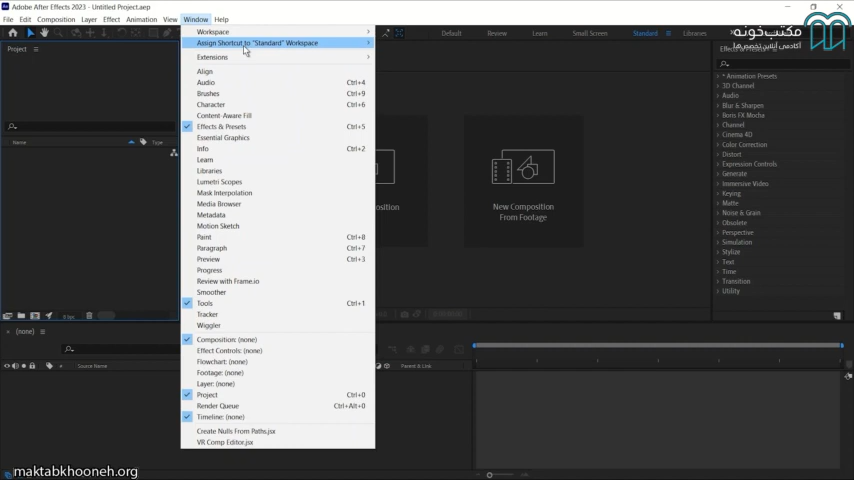 Adobe After Effects 2023 - Untitled Project.aep
File Edit Composition Layer Effect Animation View Window Help
Default Review Learn Small Screen Standard
مکتب‌خونه
آکادمی آنلاین تخصص‌ها
Project
Name Type
8 bpc
Workspace
Assign Shortcut to "Standard" Workspace
Extensions
Align
Audio Ctrl+4
Brushes Ctrl+9
Character Ctrl+6
Content-Aware Fill
Effects & Presets Ctrl+5
Essential Graphics
Info Ctrl+2
Learn
Libraries
Lumetri Scopes
Mask Interpolation
Media Browser
Metadata
Motion Sketch
Paint Ctrl+8
Paragraph Ctrl+7
Preview Ctrl+3
Progress
Review with Frame.io
Smoother
Tools Ctrl+1
Tracker
Wiggler
Composition: (none)
Effect Controls: (none)
Flowchart: (none)
Footage: (none)
Layer: (none)
Project Ctrl+0
Render Queue Ctrl+Alt+0
Timeline: (none)
Create Nulls From Paths.jsx
VR Comp Editor.jsx
New Composition
From Footage
Effects & Presets
* Animation Presets
3D Channel
Audio
Blur & Sharpen
Boris FX Mocha
Channel
Cinema 4D
Color Correction
Distort
Expression Controls
Generate
Immersive Video
Keying
Matte
Noise & Grain
Obsolete
Perspective
Simulation
Stylize
Text
Time
Transition
Utility
(none)
Source Name
Parent & Link
maktabkhooneh.org